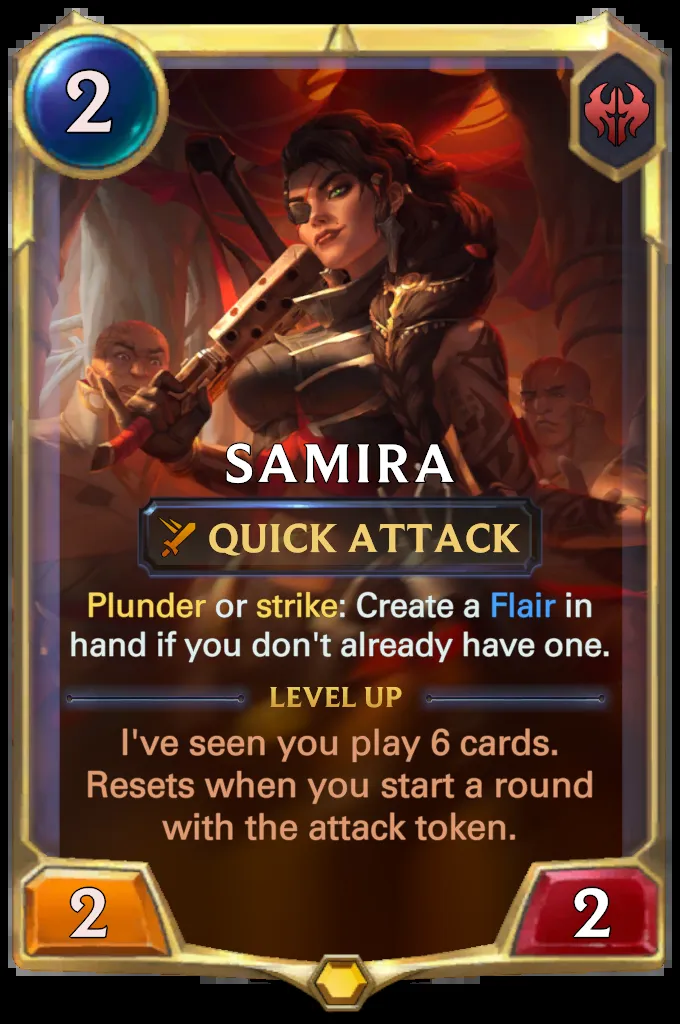 2
SAMIRA
QUICK ATTACK
Plunder or strike: Create a Flair in
hand if you don't already have one.
LEVEL UP
I've seen you play 6 cards.
Resets when you start a round
with the attack token.
2
2